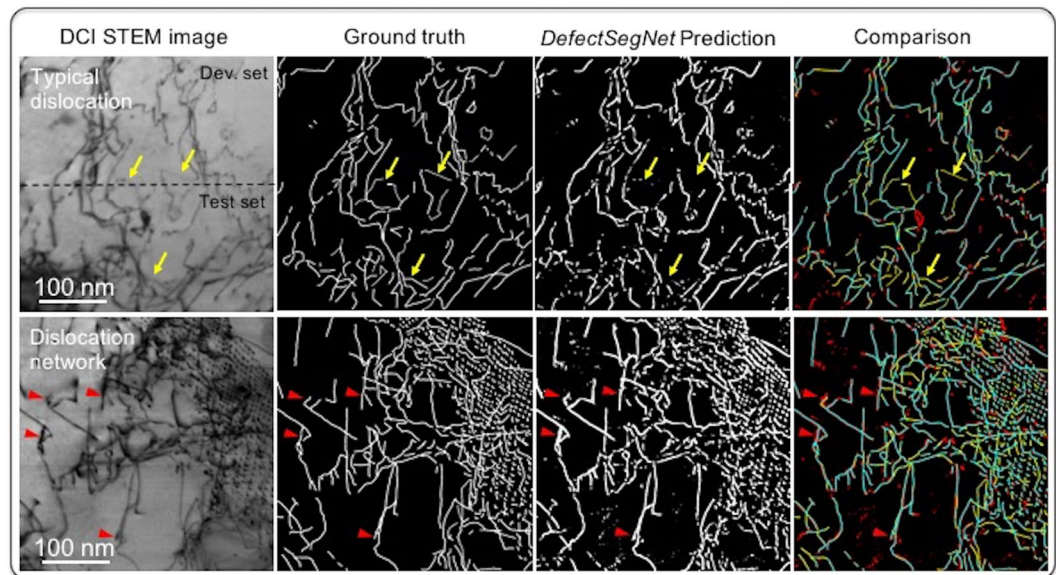 DCI STEM image
Ground truth
DefectSegNet Prediction
Comparison
Typical
dislocation
Dev. set
Test set
100 nm
Dislocation
network
100 nm